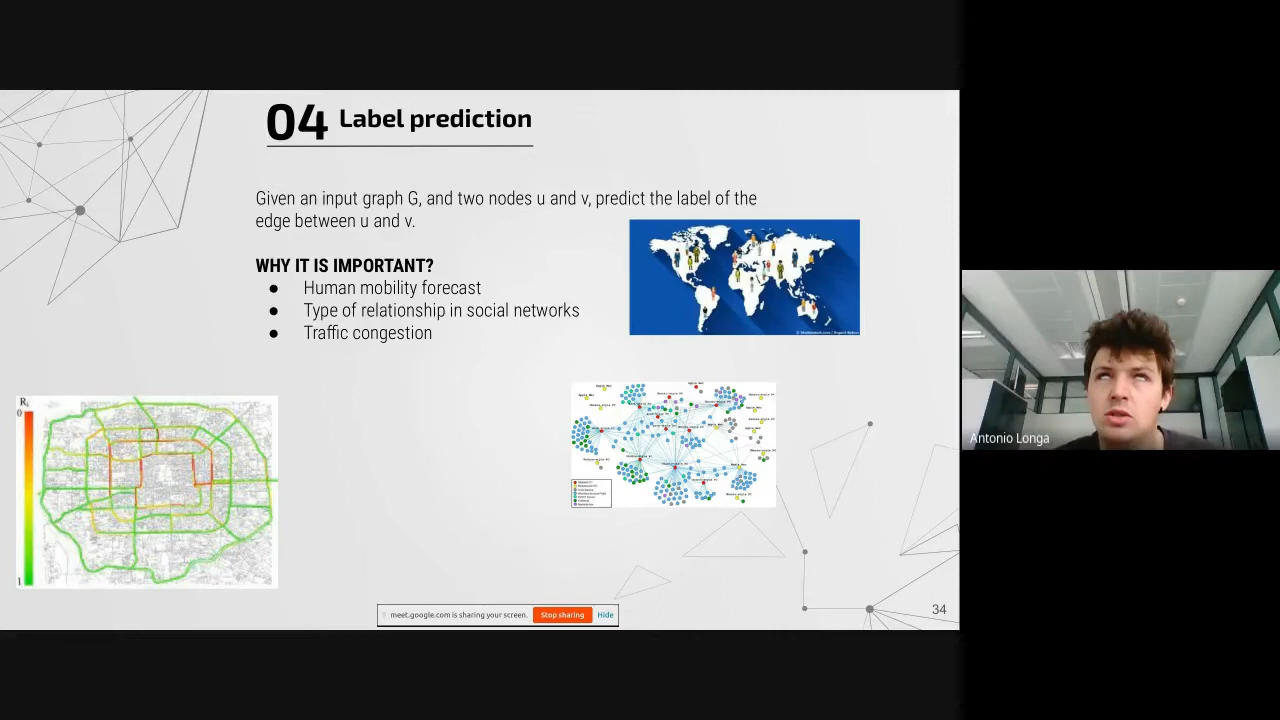 04 Label prediction
Given an input graph G, and two nodes u and v, predict the label of the
edge between u and v.
WHY IT IS IMPORTANT?
● Human mobility forecast
● Type of relationship in social networks
● Traffic congestion
0
1
meet.google.com is sharing your screen. Stop sharing Hide
34
Antonio Longa